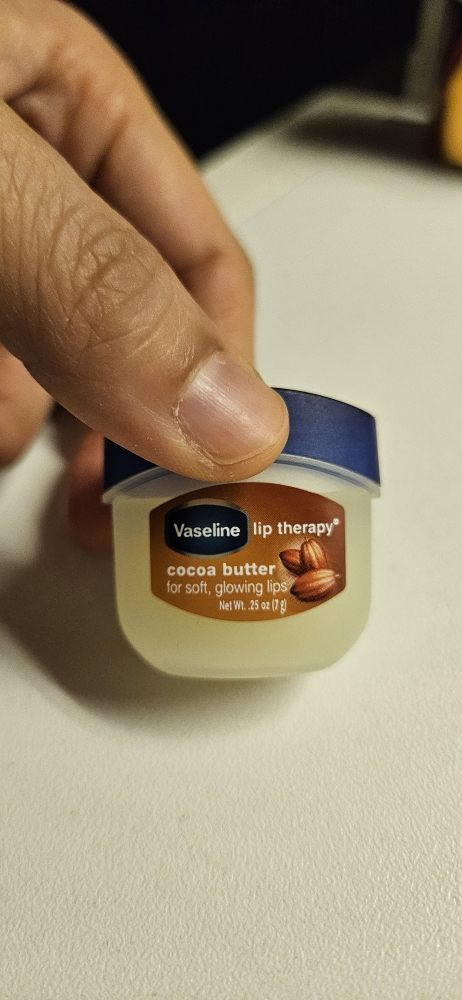 Vaseline lip therapy®
cocoa butter
for soft, glowing lips
Net Wt. .25 oz (7 g)